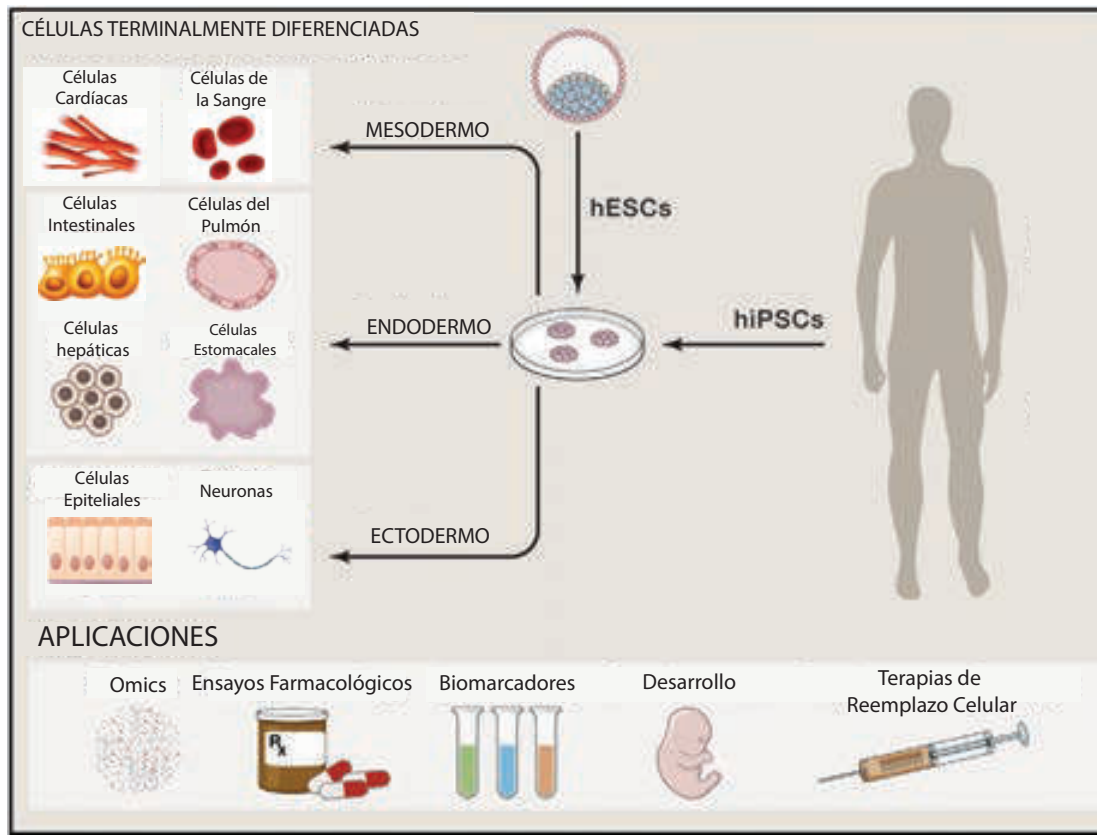 CÉLULAS TERMINALMENTE DIFERENCIADAS
Células
Cardíacas
Células de
la Sangre
MESODERMO
hESCs
Células
Intestinales
Células del
Pulmón
ENDODERMO
hiPSCs
Células
hepáticas
Células
Estomacales
Células
Epiteliales
Neuronas
ECTODERMO
APLICACIONES
Omics
Ensayos Farmacológicos
Rx
Biomarcadores
Desarrollo
Terapias de
Reemplazo Celular